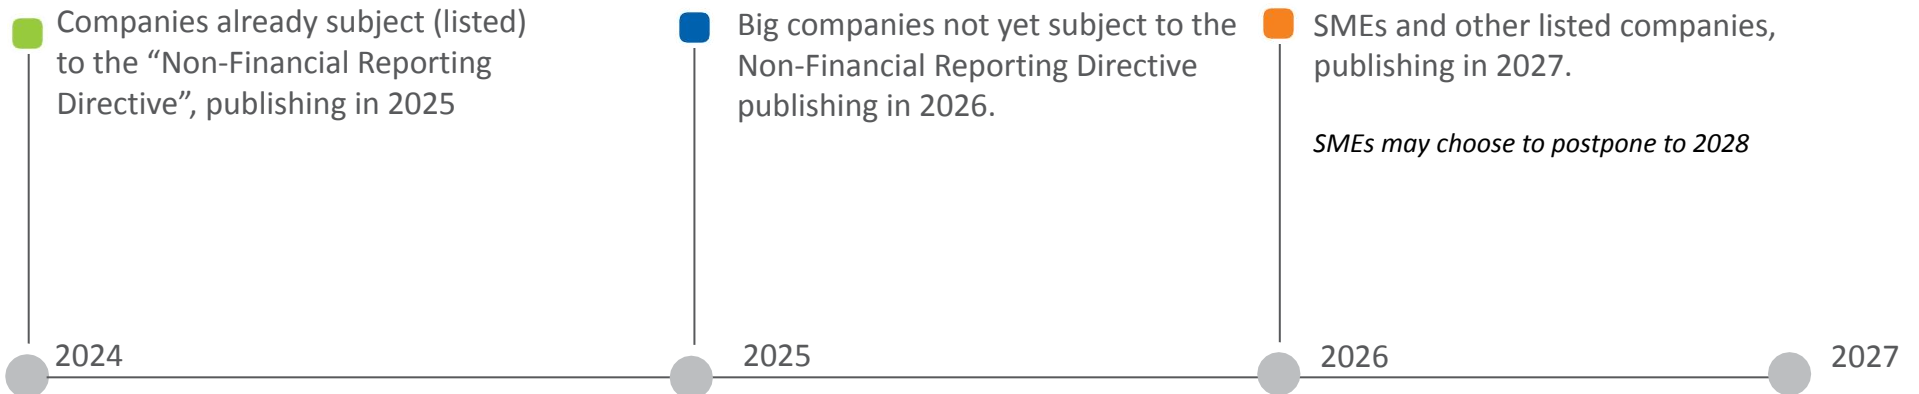 Companies already subject (listed)
to the “Non-Financial Reporting
Directive”, publishing in 2025
Big companies not yet subject to the
Non-Financial Reporting Directive
publishing in 2026.
SMEs and other listed companies,
publishing in 2027.
SMEs may choose to postpone to 2028
2024
2025
2026
2027